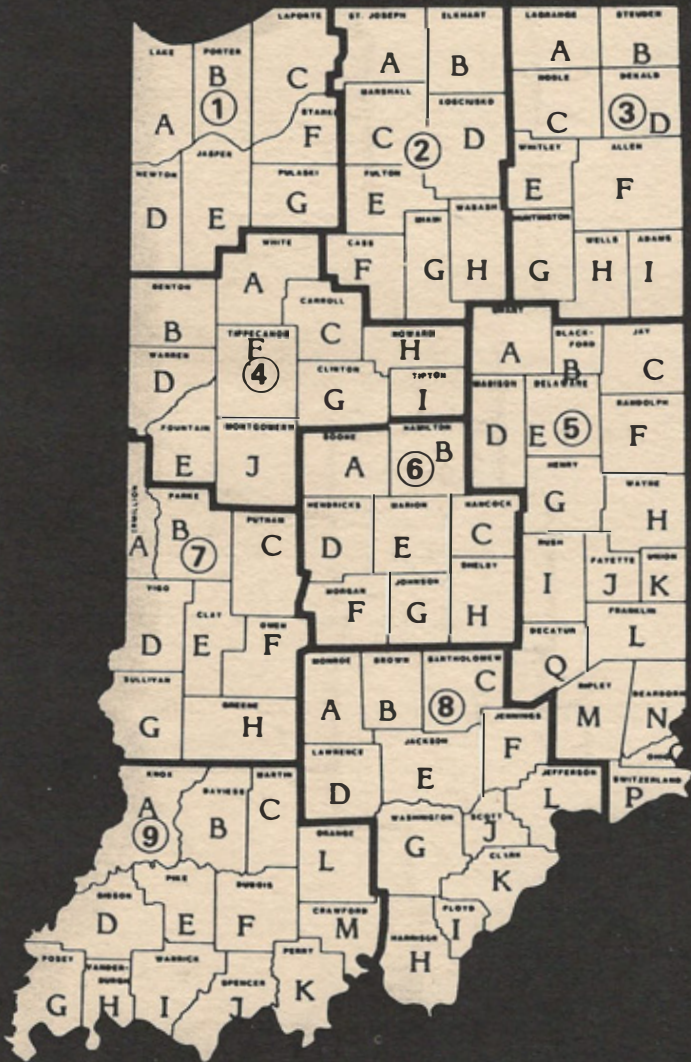 LAPORTE
ST. JOSEPH
ELKHART
LAGRANGE
STEUBEN
LAKE
PORTER
A
B
C
A
B
A
B
①
MARSHALL
KOSCIUSKO
NOBLE
DEKALB
STARKE
F
C
②
D
C
③
D
NEWTON
JASPER
PULASKI
WHITLEY
ALLEN
D
E
G
FULTON
E
E
F
MIAMI
WABASH
HUNTINGTON
WHITE
CASS
WELLS
ADAMS
A
F
G
H
G
H
I
BENTON
CARROLL
B
C
GRANT
BLACK-
FORD
JAY
TIPPECANOE
F
HOWARD
H
A
B
C
WARREN
D
④
CLINTON
G
TIPTON
I
MADISON
DELAWARE
RANDOLPH
D
E
⑤
F
FOUNTAIN
MONTGOMERY
BOONE
HAMILTON
E
J
A
⑥
B
HENRY
G
WAYNE
H
PARKE
B
⑦
A
PUTNAM
C
HENDRICKS
MARION
HANCOCK
D
E
C
RUSH
FAYETTE
UNION
I
J
K
VIGO
CLAY
OWEN
MORGAN
JOHNSON
SHELBY
D
E
F
F
G
H
FRANKLIN
L
DECATUR
Q
SULLIVAN
GREENE
MONROE
BROWN
BARTHOLOMEW
C
RIPLEY
DEARBORN
G
H
A
B
⑧
JENNINGS
F
M
N
OHIO
O
LAWRENCE
D
JACKSON
E
JEFFERSON
L
SWITZERLAND
P
KNOX
DAVIESS
MARTIN
A
⑨
B
C
ORANGE
L
WASHINGTON
G
SCOTT
J
CLARK
K
GIBSON
PIKE
DUBOIS
D
E
F
CRAWFORD
M
HARRISON
H
FLOYD
I
POSEY
VANDER-
BURGH
WARRICK
SPENCER
PERRY
G
H
I
J
K